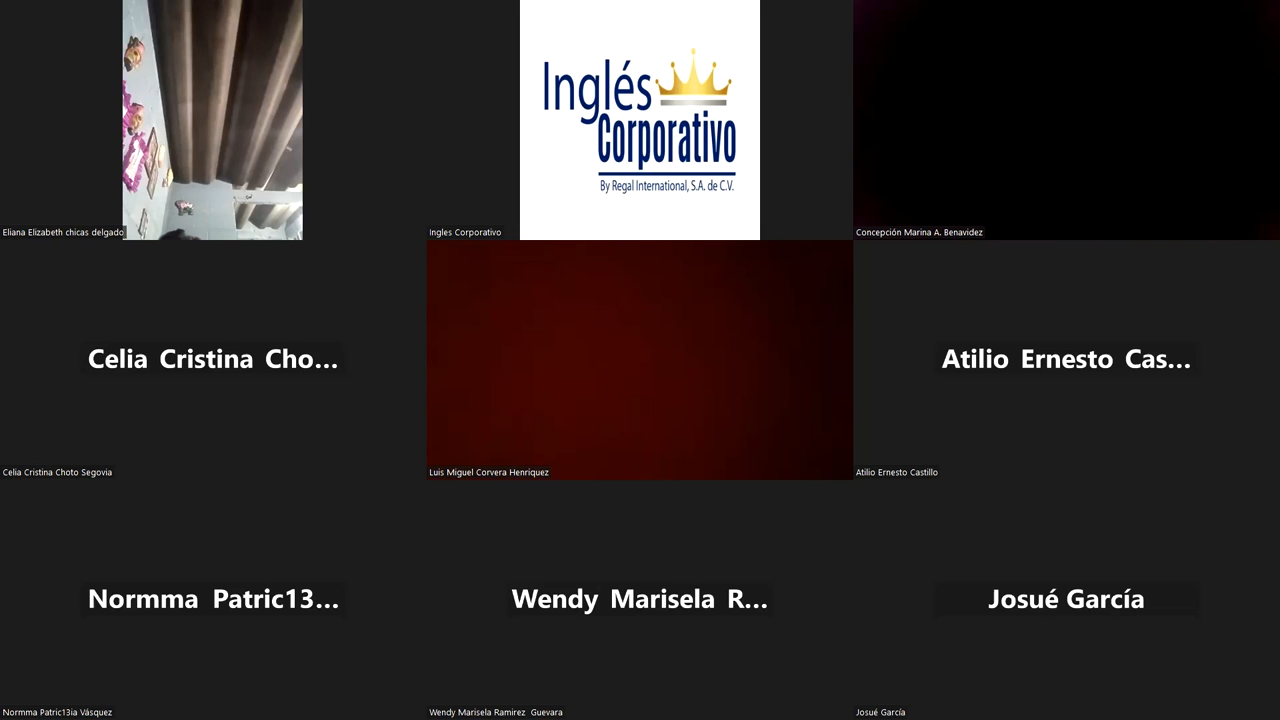 Inglés
Corporativo
By Regal International, S.A. de C.V.
Eliana Elizabeth chicas delgado
Ingles Corporativo
Concepción Marina A. Benavidez
Celia Cristina Cho...
Atilio Ernesto Cas...
Celia Cristina Choto Segovia
Luis Miguel Corvera Henriquez
Atilio Ernesto Castillo
Normma Patric13...
Wendy Marisela R...
Josué García
Normma Patric13ia Vásquez
Wendy Marisela Ramirez Guevara
Josué García